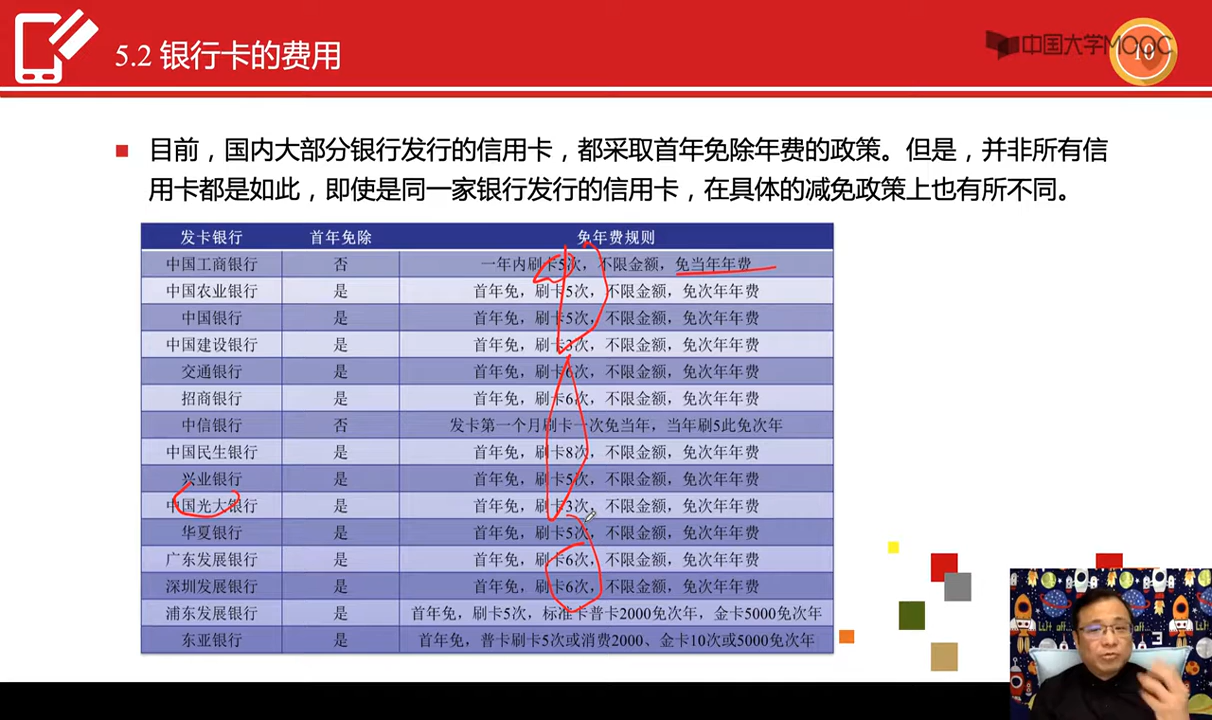 5.2 银行卡的费用
中国大学MOOC
10
目前，国内大部分银行发行的信用卡，都采取首年免除年费的政策。但是，并非所有信
用卡都是如此，即使是同一家银行发行的信用卡，在具体的减免政策上也有所不同。
发卡银行 首年免除 免年费规则
中国工商银行 否 一年内刷卡5次，不限金额，免当年年费
中国农业银行 是 首年免，刷卡5次，不限金额，免次年年费
中国银行 是 首年免，刷卡5次，不限金额，免次年年费
中国建设银行 是 首年免，刷卡3次，不限金额，免次年年费
交通银行 是 首年免，刷卡6次，不限金额，免次年年费
招商银行 是 首年免，刷卡6次，不限金额，免次年年费
中信银行 否 发卡第一个月刷卡一次免当年，当年刷5此免次年
中国民生银行 是 首年免，刷卡8次，不限金额，免次年年费
兴业银行 是 首年免，刷卡5次，不限金额，免次年年费
中国光大银行 是 首年免，刷卡3次，不限金额，免次年年费
华夏银行 是 首年免，刷卡5次，不限金额，免次年年费
广东发展银行 是 首年免，刷卡6次，不限金额，免次年年费
深圳发展银行 是 首年免，刷卡6次，不限金额，免次年年费
浦东发展银行 是 首年免，刷卡5次，标准卡普卡2000免次年，金卡5000免次年
东亚银行 是 首年免，普卡刷卡5次或消费2000、金卡10次或5000免次年